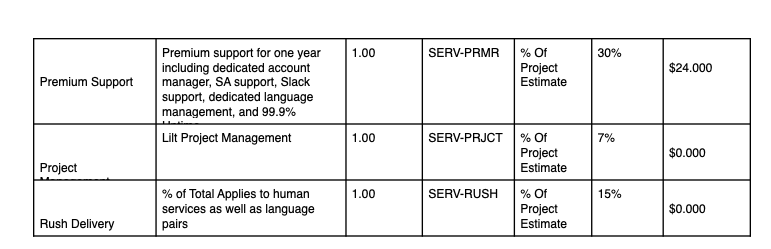 Premium Support
Premium support for one year
including dedicated account
manager, SA support, Slack
support, dedicated language
management, and 99.9%
1.00
SERV-PRMR
% Of
Project
Estimate
30%
$24.000
Project
Lilt Project Management
1.00
SERV-PRJCT
% Of
Project
Estimate
7%
$0.000
Rush Delivery
% of Total Applies to human
services as well as language
pairs
1.00
SERV-RUSH
% Of
Project
Estimate
15%
$0.000